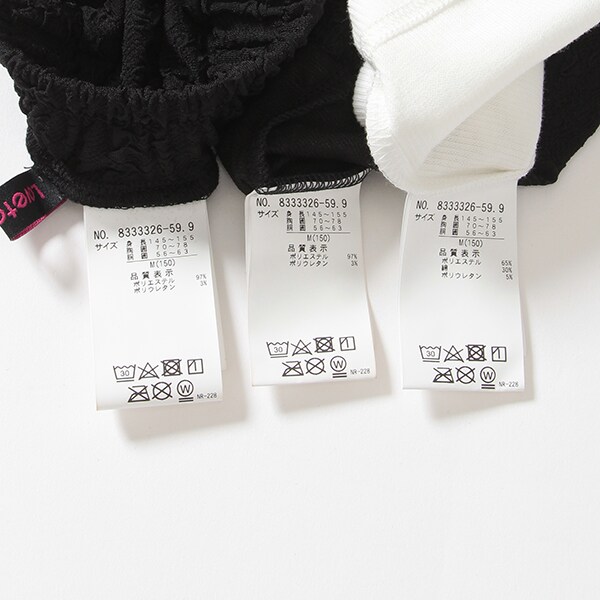 Lueto
NO. 8333326-59.9
サイズ 身長 145~155
胸囲 70~78
胴囲 56~63
M(150)
品質表示
ポリエステル 97%
ポリウレタン 3%
30
W
NR-228
NO. 8333326-59.9
サイズ 身長 145~155
胸囲 70~78
胴囲 56~63
M(150)
品質表示
ポリエステル 97%
ポリウレタン 3%
30
W
NR-228
NO. 8333326-59.9
サイズ 身長 145~155
胸囲 70~78
胴囲 56~63
M(150)
品質表示
ポリエステル 65%
綿 30%
ポリウレタン 5%
30
W
NR-228